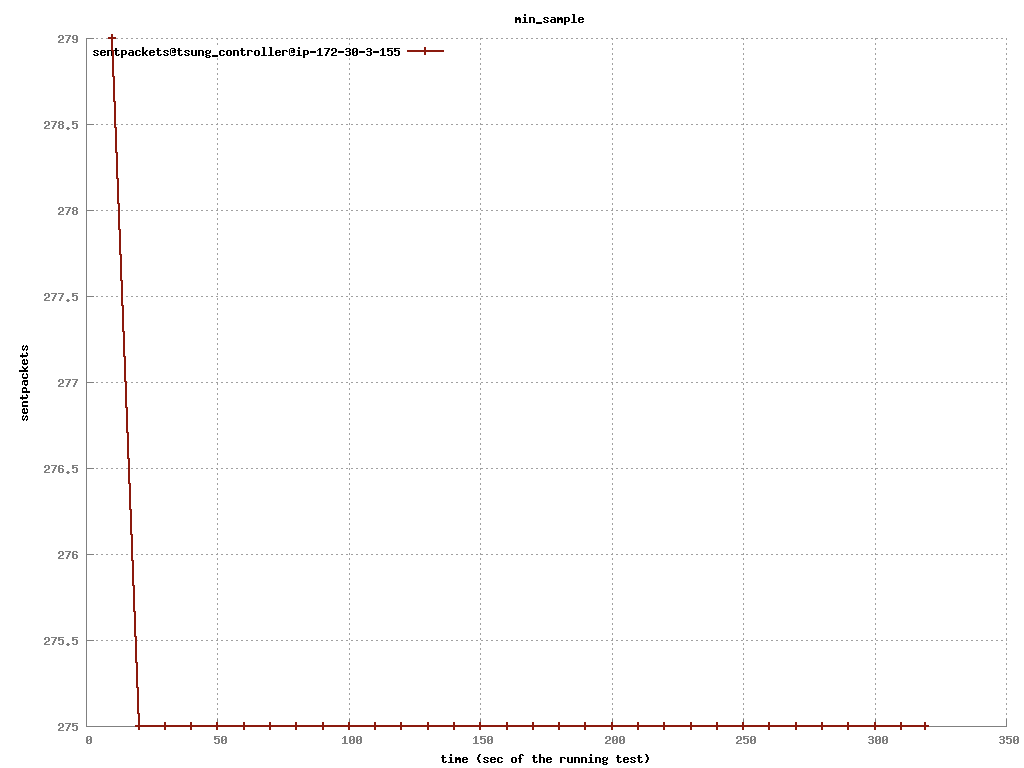 min_sample
sentpackets@tsung_controller@ip-172-30-3-155
279
278.5
278
277.5
277
276.5
276
275.5
275
sentpackets
0 50 100 150 200 250 300 350
time (sec of the running test)